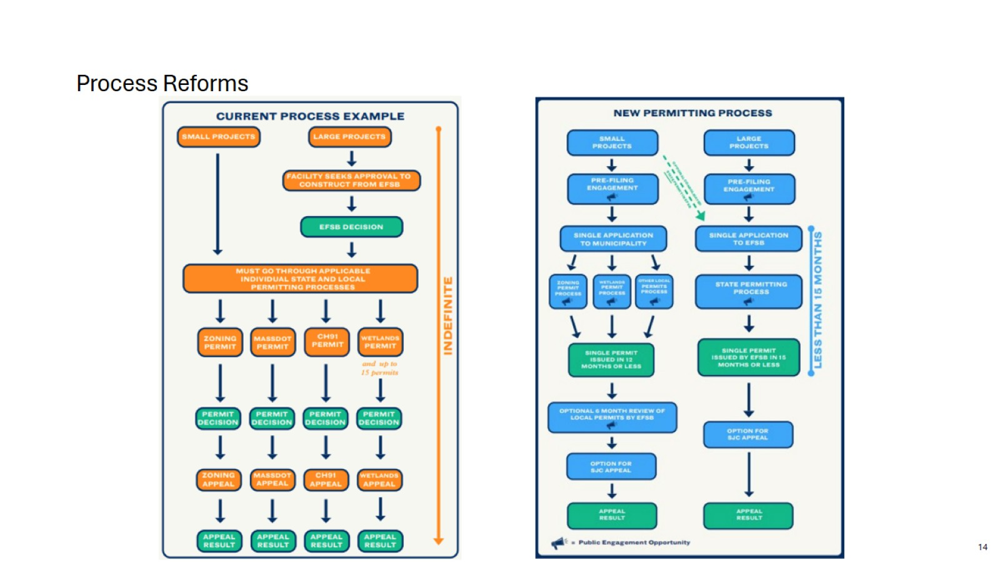 Process Reforms
CURRENT PROCESS EXAMPLE
SMALL PROJECTS
LARGE PROJECTS
FACILITY SEEKS APPROVAL TO
CONSTRUCT FROM EFSB
EFSB DECISION
MUST GO THROUGH APPLICABLE
INDIVIDUAL STATE AND LOCAL
PERMITTING PROCESSES
ZONING
PERMIT
MASSDOT
PERMIT
CH91
PERMIT
WETLANDS
PERMIT
and up to
15 permits
PERMIT
DECISION
PERMIT
DECISION
PERMIT
DECISION
PERMIT
DECISION
ZONING
APPEAL
MASSDOT
APPEAL
CH91
APPEAL
WETLANDS
APPEAL
APPEAL
RESULT
APPEAL
RESULT
APPEAL
RESULT
APPEAL
RESULT
INDEFINITE
NEW PERMITTING PROCESS
SMALL
PROJECTS
LARGE
PROJECTS
PRE-FILING
ENGAGEMENT
PRE-FILING
ENGAGEMENT
SINGLE APPLICATION
TO MUNICIPALITY
SINGLE APPLICATION
TO EFSB
ZONING
PERMIT
PROCESS
WETLANDS
PERMIT
PROCESS
OTHER LOCAL
PERMITS
PROCESS
STATE PERMITTING
PROCESS
SINGLE PERMIT
ISSUED IN 12
MONTHS OR LESS
SINGLE PERMIT
ISSUED BY EFSB IN 15
MONTHS OR LESS
LESS THAN 15 MONTHS
OPTIONAL 6 MONTH REVIEW OF
LOCAL PERMITS BY EFSB
OPTION FOR
SJC APPEAL
OPTION FOR
SJC APPEAL
APPEAL
RESULT
APPEAL
RESULT
= Public Engagement Opportunity
14